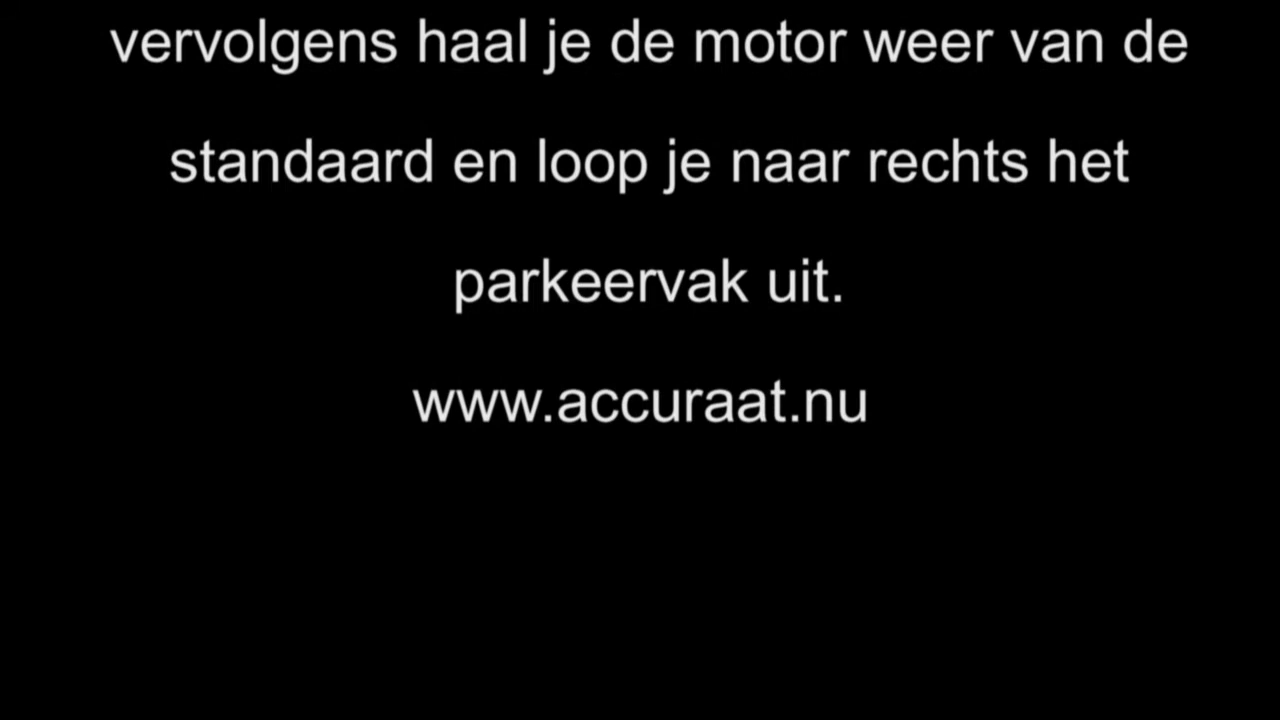 vervolgens haal je de motor weer van de
standaard en loop je naar rechts het
parkeervak uit.
www.accuraat.nu